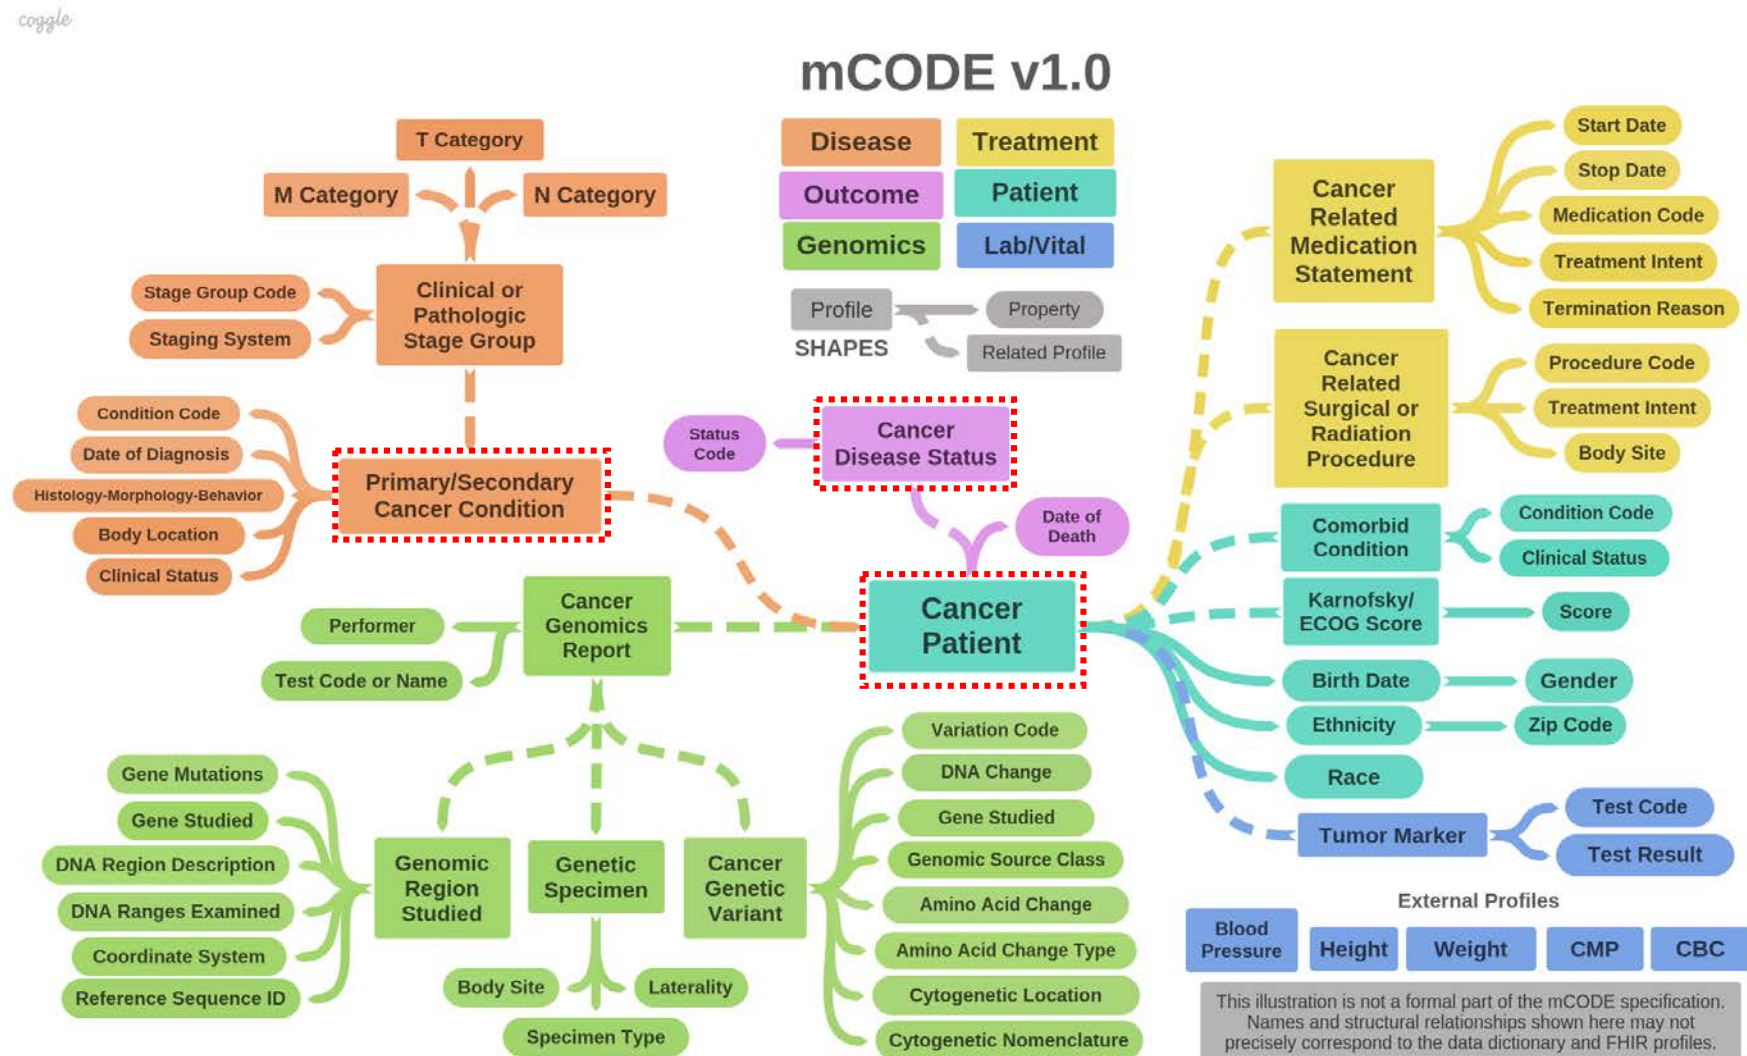 coggle
mCODE v1.0
Disease
Treatment
Outcome
Patient
Genomics
Lab/Vital
Profile
Property
SHAPES
Related Profile
T Category
M Category
N Category
Clinical or
Pathologic
Stage Group
Stage Group Code
Staging System
Condition Code
Date of Diagnosis
Histology-Morphology-Behavior
Body Location
Clinical Status
Primary/Secondary
Cancer Condition
Status
Code
Cancer
Disease Status
Date of
Death
Cancer
Patient
Cancer
Genomics
Report
Performer
Test Code or Name
Gene Mutations
Gene Studied
DNA Region Description
DNA Ranges Examined
Coordinate System
Reference Sequence ID
Genomic
Region
Studied
Genetic
Specimen
Body Site
Laterality
Specimen Type
Cancer
Genetic
Variant
Variation Code
DNA Change
Gene Studied
Genomic Source Class
Amino Acid Change
Amino Acid Change Type
Cytogenetic Location
Cytogenetic Nomenclature
Cancer
Related
Medication
Statement
Start Date
Stop Date
Medication Code
Treatment Intent
Termination Reason
Cancer
Related
Surgical or
Radiation
Procedure
Procedure Code
Treatment Intent
Body Site
Comorbid
Condition
Condition Code
Clinical Status
Karnofsky/
ECOG Score
Score
Birth Date
Gender
Ethnicity
Zip Code
Race
Tumor Marker
Test Code
Test Result
External Profiles
Blood
Pressure
Height
Weight
CMP
CBC
This illustration is not a formal part of the mCODE specification.
Names and structural relationships shown here may not
precisely correspond to the data dictionary and FHIR profiles.